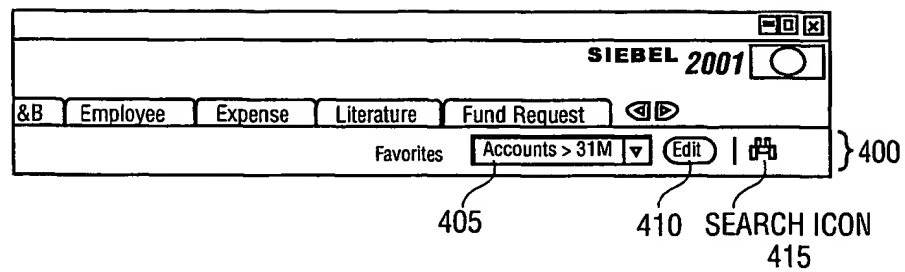 SIEBEL 2001
&B Employee Expense Literature Fund Request
Favorites Accounts > 31M Edit 400
405 410 SEARCH ICON
415